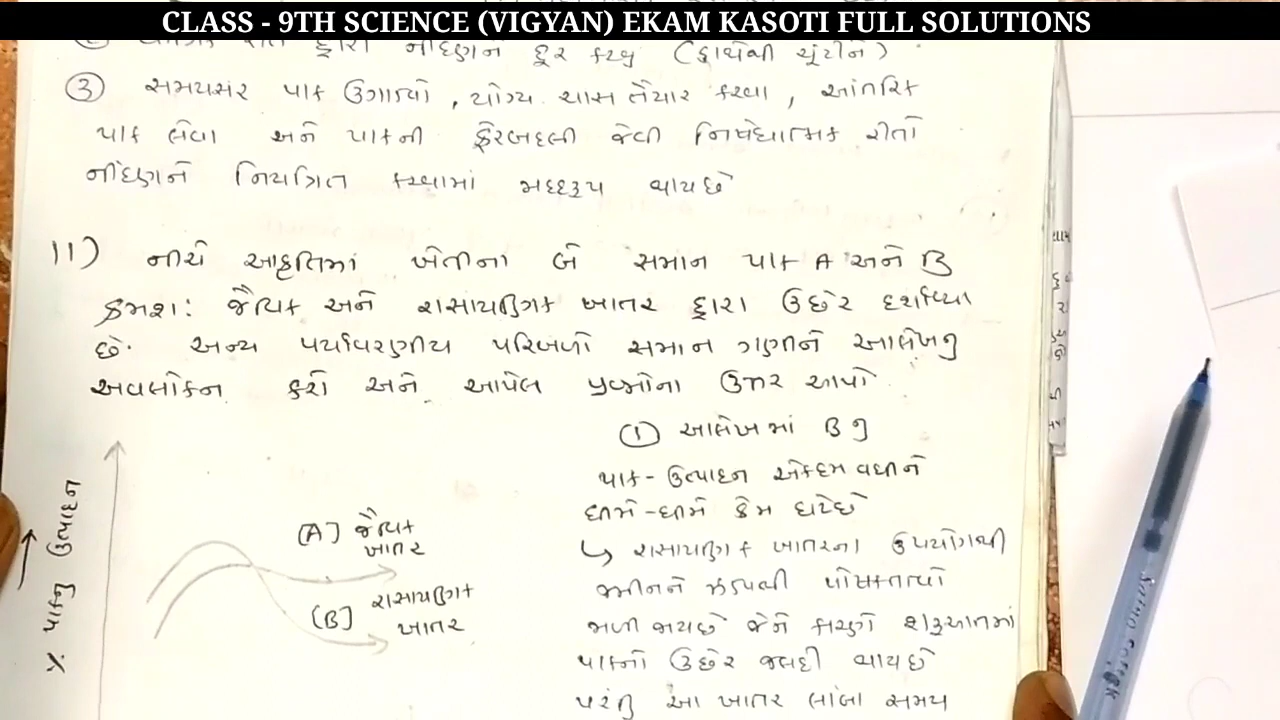 CLASS - 9TH SCIENCE (VIGYAN) EKAM KASOTI FULL SOLUTIONS
દ્વારા નીંદણને દૂર કરવું (હાથેથી ચૂંટીને)
③ સમયસર પાક ઉગાડવો, યોગ્ય ચાસ તૈયાર કરવા, આંતરિક
પાક લેવા અને પાકની ફેરબદલી જેવી નિષેધાત્મક રીતો
નીંદણને નિયંત્રિત કરવામાં મદદરૂપ થાય છે
11) નીચે આકૃતિમાં ખેતીનાં બે સમાન પાક A અને B
ક્રમશ: જૈવિક અને રાસાયણિક ખાતર દ્વારા ઉછેર દર્શાવ્યા
છે. અન્ય પર્યાવરણીય પરિબળો સમાન ગણીને આલેખનું
અવલોકન કરો અને આપેલ પ્રશ્નોના ઉત્તર આપો
① આલેખમાં B નું
પાક-ઉત્પાદન એકદમ વધીને
ધીમે-ધીમે કેમ ઘટે છે
↳ રાસાયણિક ખાતરના ઉપયોગથી
જમીનને ઝડપથી પોષકતત્વો
મળી જાય છે જેને કારણે શરૂઆતમાં
પાકનો ઉછેર જલદી થાય છે
પરંતુ આ ખાતર લાંબા સમય
% પાકનું ઉત્પાદન →
(A) જૈવિક
ખાતર
(B) રાસાયણિક
ખાતર